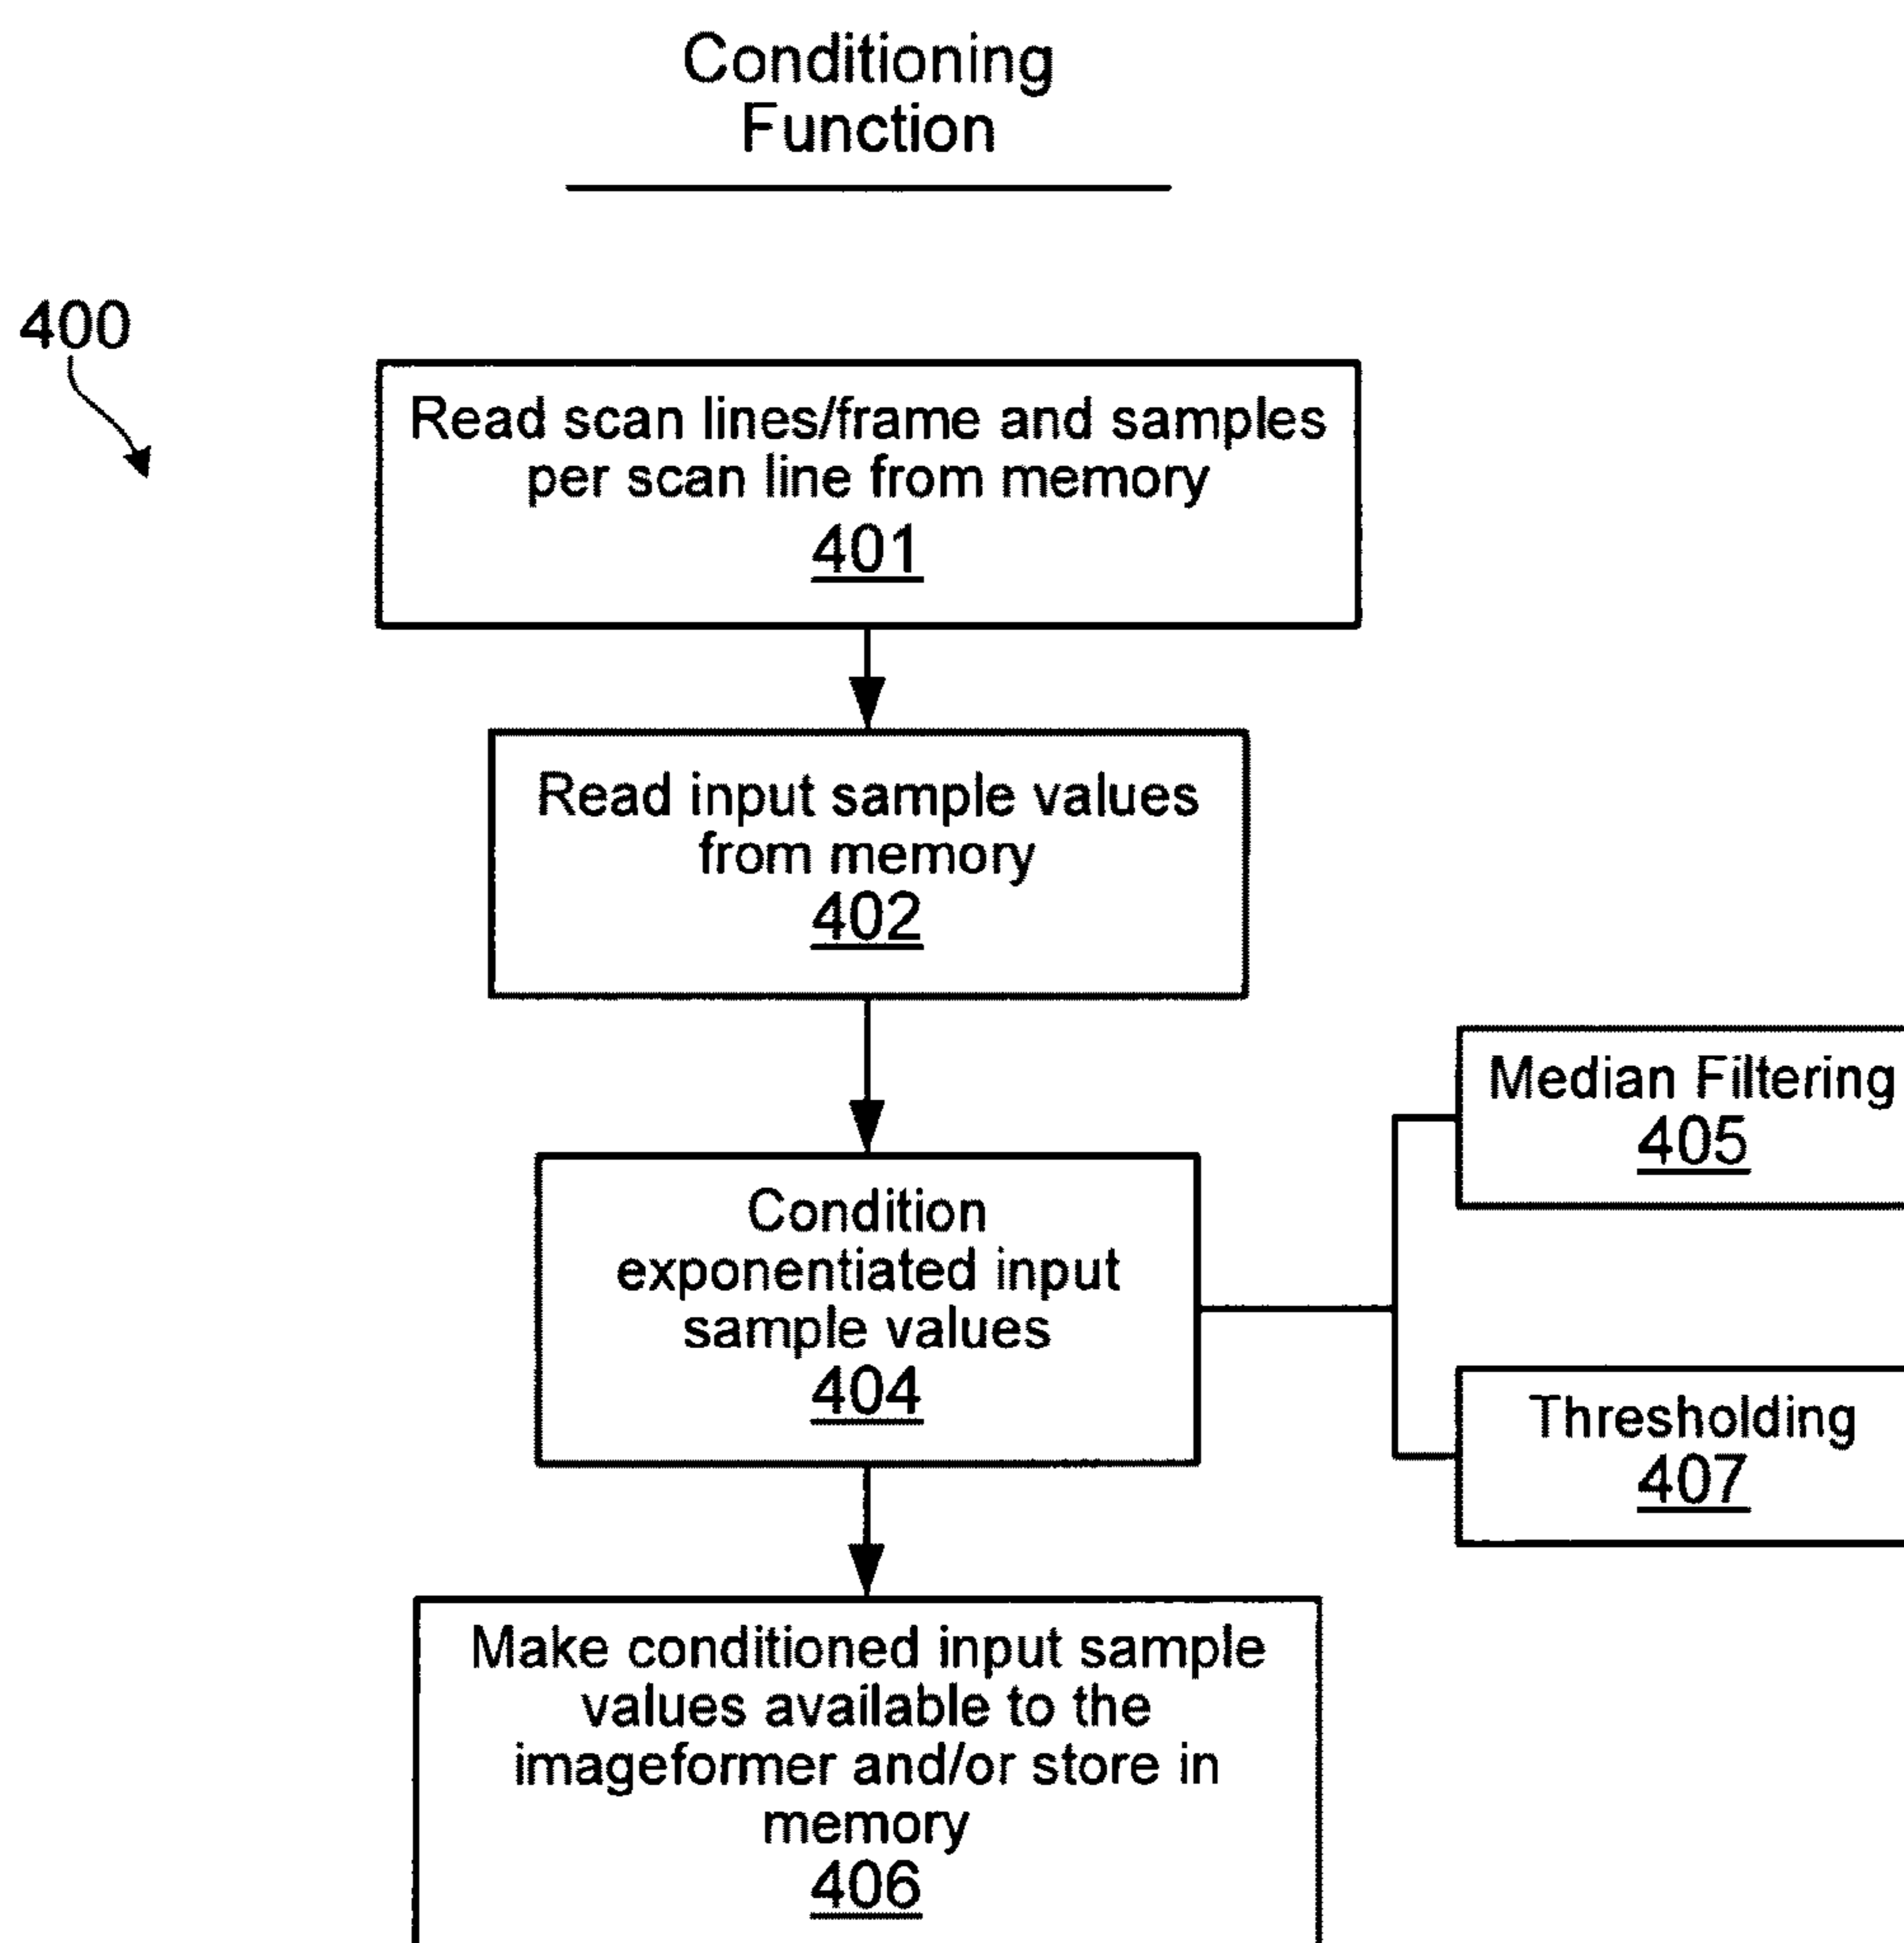 Conditioning
Function
400
Read scan lines/frame and samples
per scan line from memory
401
Read input sample values
from memory
402
Condition
exponentiated input
sample values
404
Median Filtering
405
Thresholding
407
Make conditioned input sample
values available to the
imageformer and/or store in
memory
406